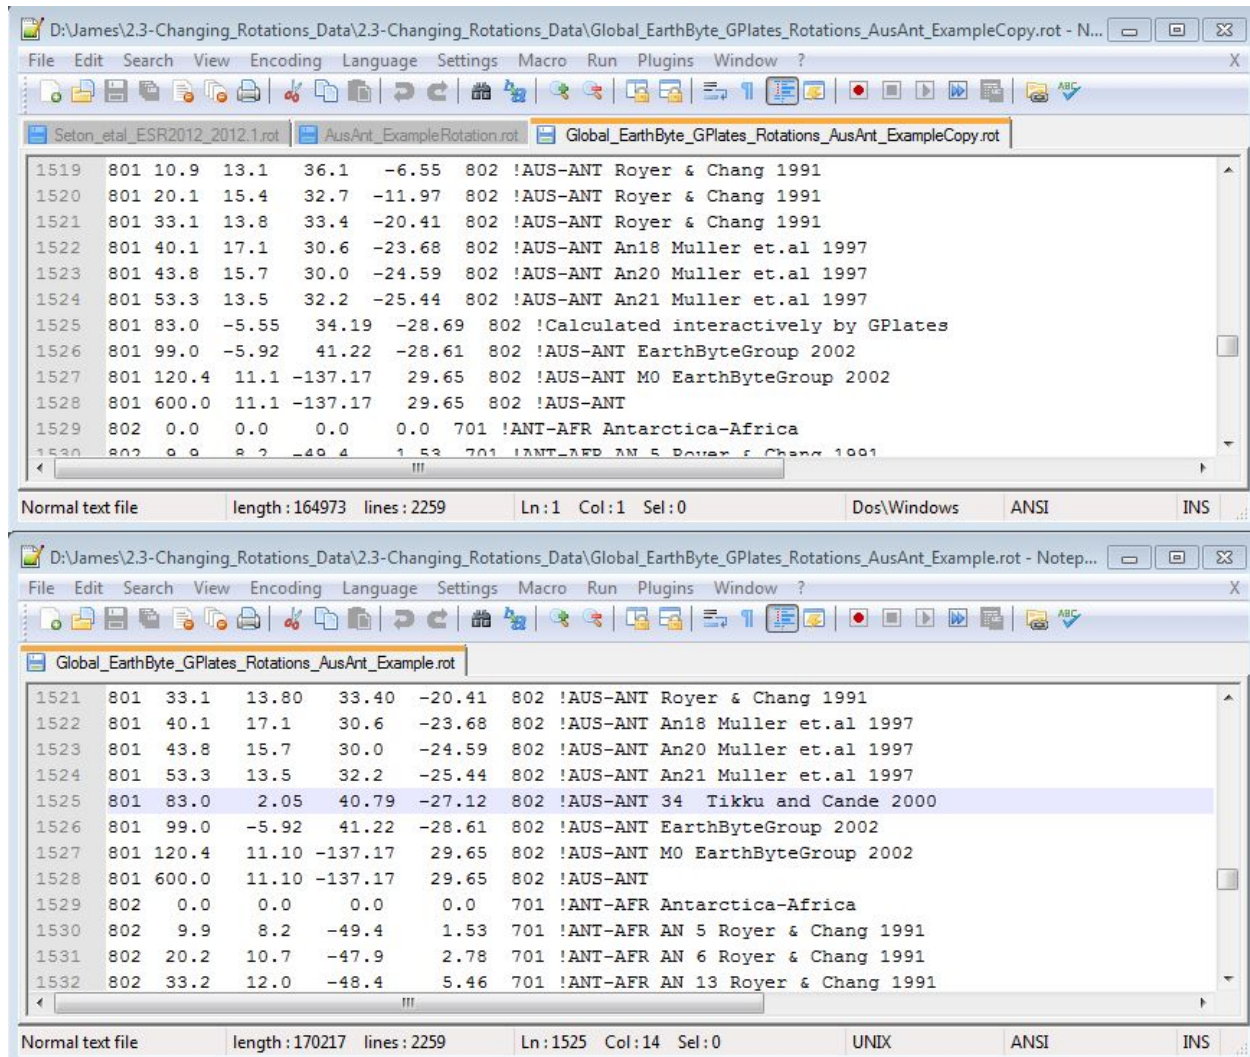 D:\James\2.3-Changing_Rotations_Data\2.3-Changing_Rotations_Data\Global_EarthByte_GPlates_Rotations_AusAnt_ExampleCopy.rot - N...
File Edit Search View Encoding Language Settings Macro Run Plugins Window ? X
Seton_etal_ESR2012_2012.1.rot AusAnt_ExampleRotation.rot Global_EarthByte_GPlates_Rotations_AusAnt_ExampleCopy.rot
1519 801 10.9 13.1 36.1 -6.55 802 !AUS-ANT Royer & Chang 1991
1520 801 20.1 15.4 32.7 -11.97 802 !AUS-ANT Royer & Chang 1991
1521 801 33.1 13.8 33.4 -20.41 802 !AUS-ANT Royer & Chang 1991
1522 801 40.1 17.1 30.6 -23.68 802 !AUS-ANT An18 Muller et.al 1997
1523 801 43.8 15.7 30.0 -24.59 802 !AUS-ANT An20 Muller et.al 1997
1524 801 53.3 13.5 32.2 -25.44 802 !AUS-ANT An21 Muller et.al 1997
1525 801 83.0 -5.55 34.19 -28.69 802 !Calculated interactively by GPlates
1526 801 99.0 -5.92 41.22 -28.61 802 !AUS-ANT EarthByteGroup 2002
1527 801 120.4 11.1 -137.17 29.65 802 !AUS-ANT M0 EarthByteGroup 2002
1528 801 600.0 11.1 -137.17 29.65 802 !AUS-ANT
1529 802 0.0 0.0 0.0 0.0 701 !ANT-AFR Antarctica-Africa
1530 802 9.9 8.2 -49.4 1.53 701 !ANT-AFR AN 5 Royer & Chang 1991
Normal text file length : 164973 lines : 2259 Ln : 1 Col : 1 Sel : 0 Dos\Windows ANSI INS
D:\James\2.3-Changing_Rotations_Data\2.3-Changing_Rotations_Data\Global_EarthByte_GPlates_Rotations_AusAnt_Example.rot - Notep...
File Edit Search View Encoding Language Settings Macro Run Plugins Window ? X
Global_EarthByte_GPlates_Rotations_AusAnt_Example.rot
1521 801 33.1 13.80 33.40 -20.41 802 !AUS-ANT Royer & Chang 1991
1522 801 40.1 17.1 30.6 -23.68 802 !AUS-ANT An18 Muller et.al 1997
1523 801 43.8 15.7 30.0 -24.59 802 !AUS-ANT An20 Muller et.al 1997
1524 801 53.3 13.5 32.2 -25.44 802 !AUS-ANT An21 Muller et.al 1997
1525 801 83.0 2.05 40.79 -27.12 802 !AUS-ANT 34 Tikku and Cande 2000
1526 801 99.0 -5.92 41.22 -28.61 802 !AUS-ANT EarthByteGroup 2002
1527 801 120.4 11.10 -137.17 29.65 802 !AUS-ANT M0 EarthByteGroup 2002
1528 801 600.0 11.10 -137.17 29.65 802 !AUS-ANT
1529 802 0.0 0.0 0.0 0.0 701 !ANT-AFR Antarctica-Africa
1530 802 9.9 8.2 -49.4 1.53 701 !ANT-AFR AN 5 Royer & Chang 1991
1531 802 20.2 10.7 -47.9 2.78 701 !ANT-AFR AN 6 Royer & Chang 1991
1532 802 33.2 12.0 -48.4 5.46 701 !ANT-AFR AN 13 Royer & Chang 1991
Normal text file length : 170217 lines : 2259 Ln : 1525 Col : 14 Sel : 0 UNIX ANSI INS